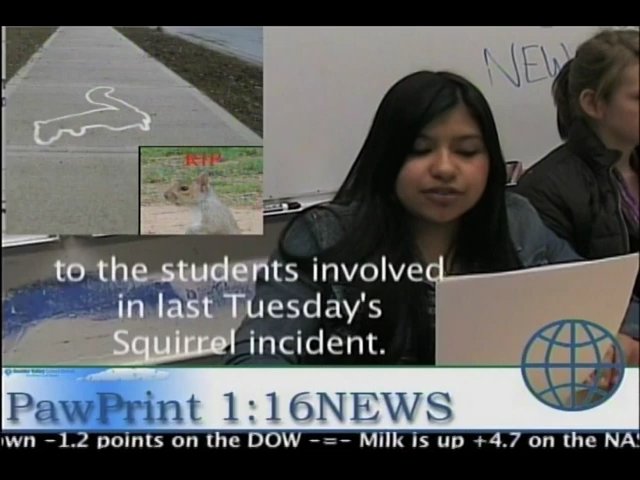 NEW
RIP
to the students involved
in last Tuesday's
Squirrel incident.
PawPrint 1:16NEWS
own -1.2 points on the DOW -=- Milk is up +4.7 on the NA